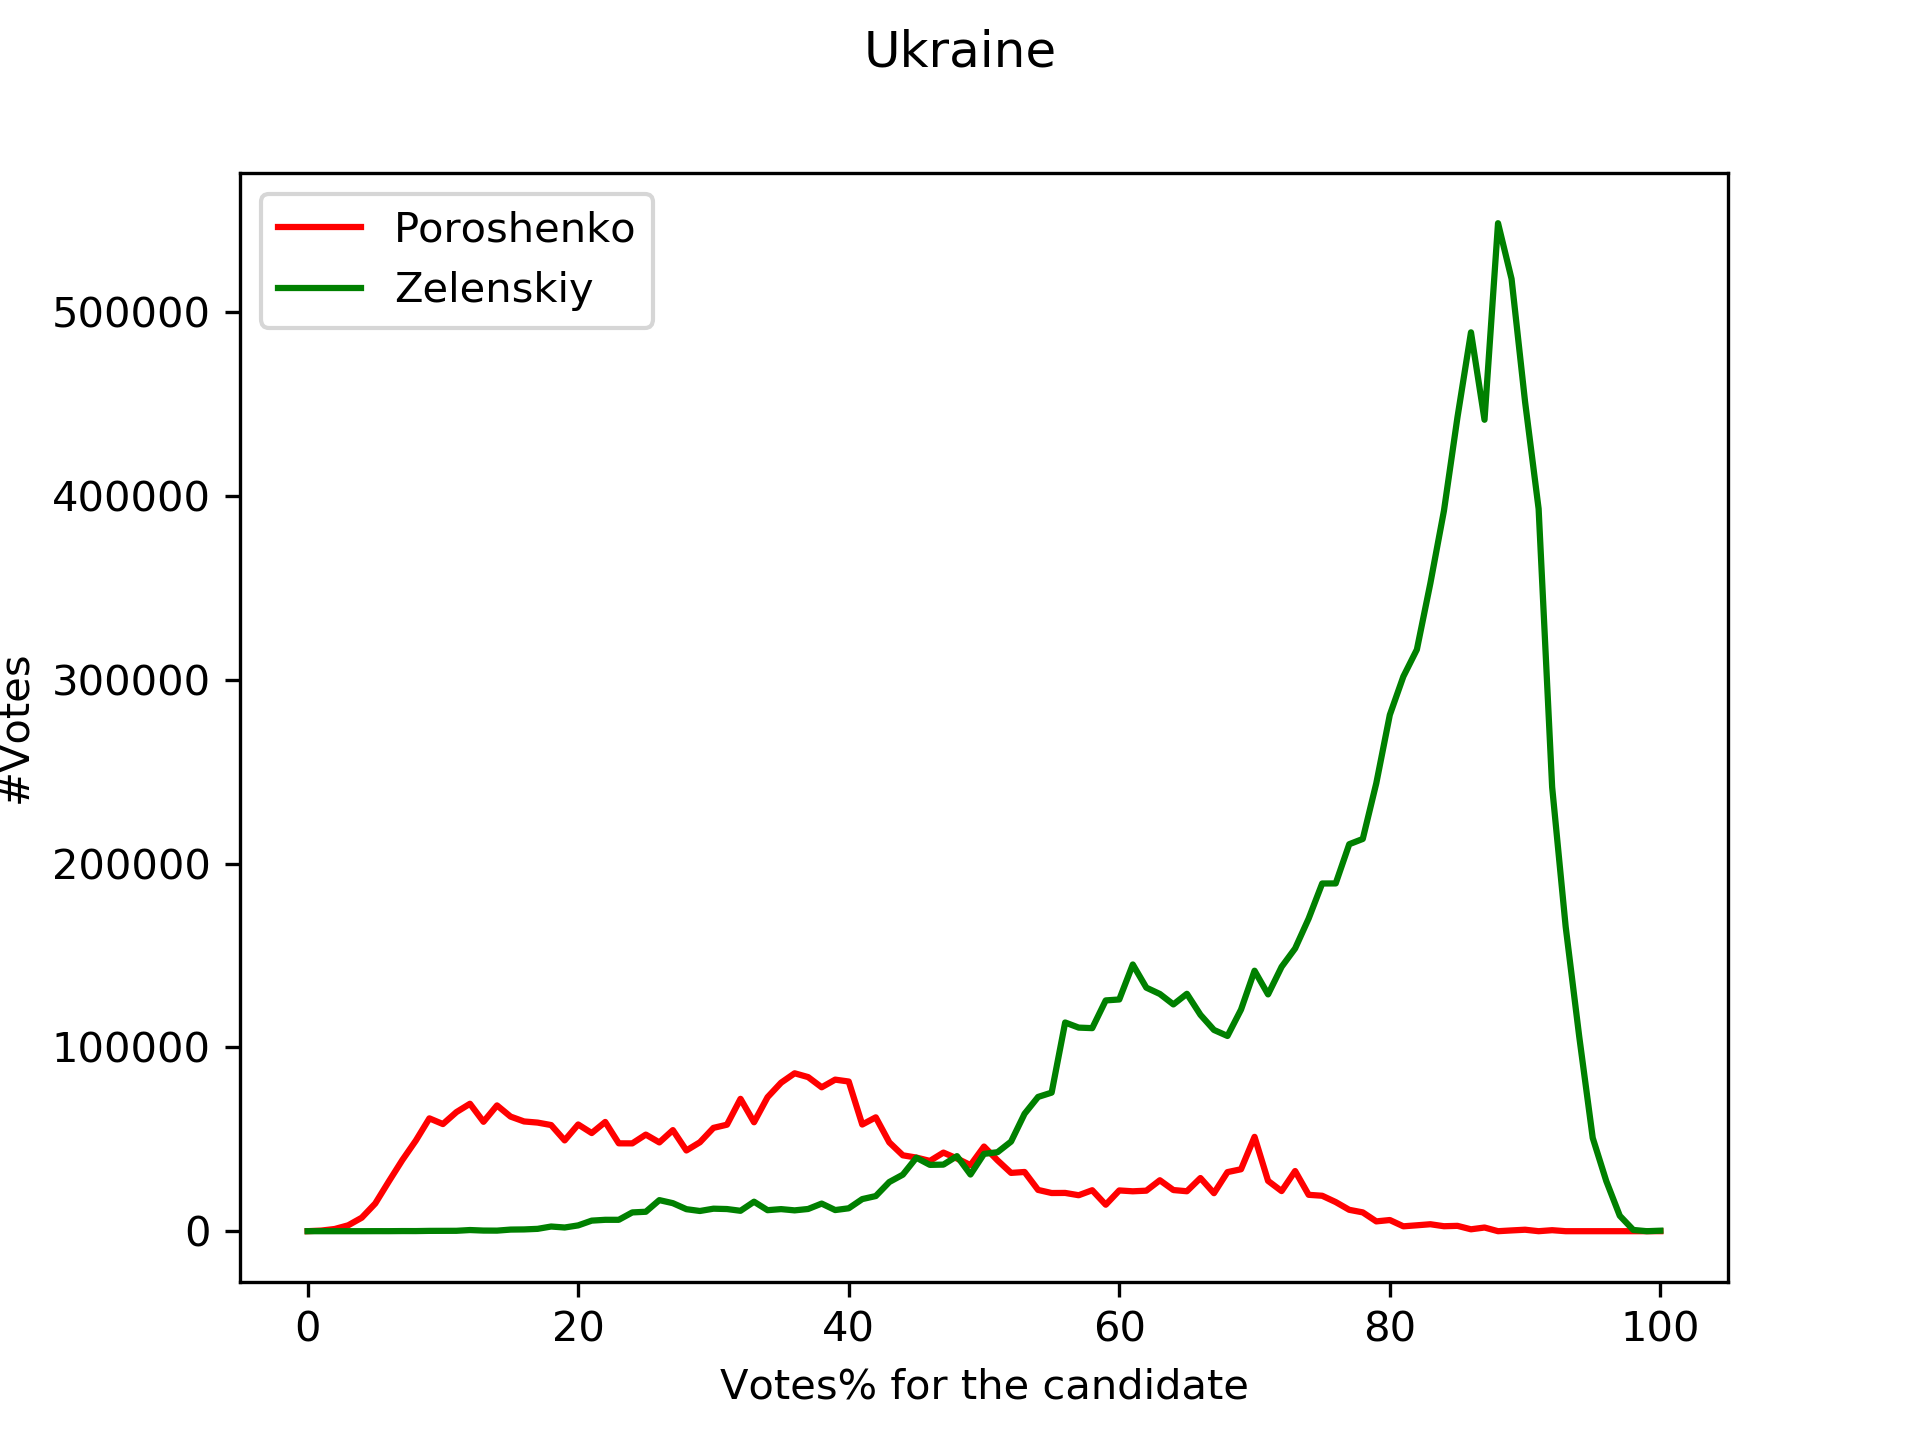 Ukraine
Poroshenko
Zelenskiy
500000
400000
300000
200000
100000
0
#Votes
0 20 40 60 80 100
Votes% for the candidate